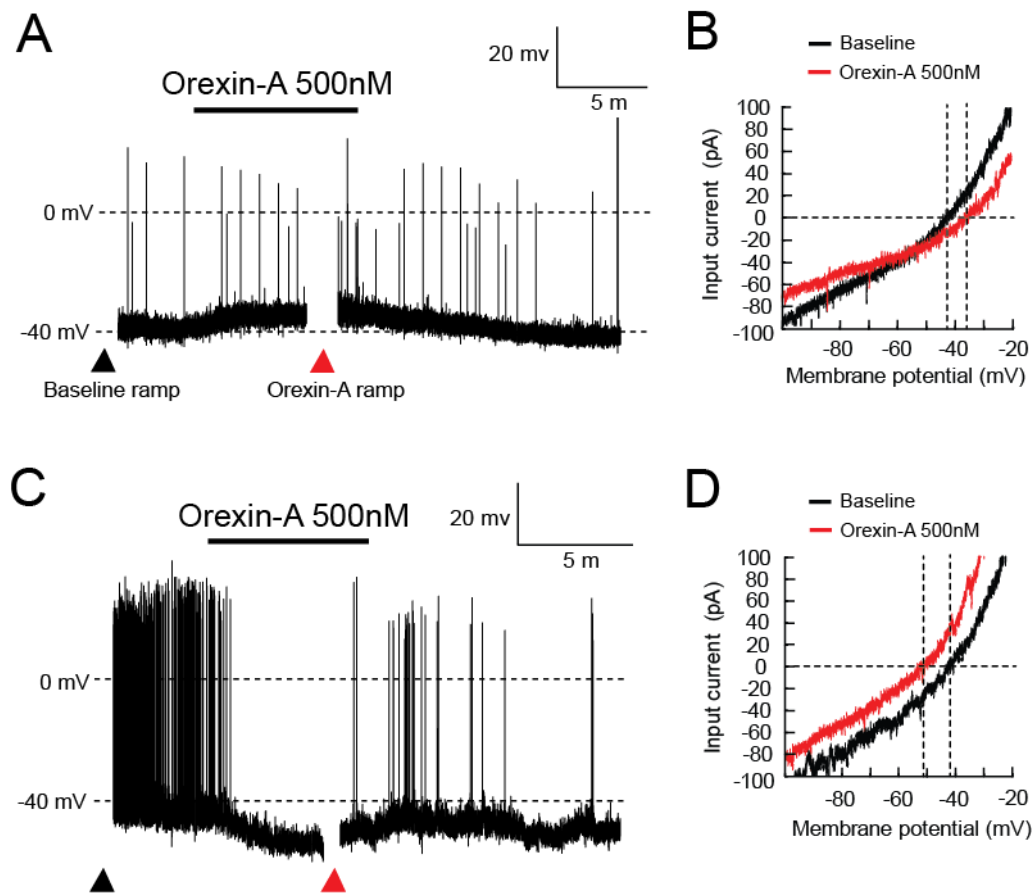 A
20 mv
5 m
Orexin-A 500nM
0 mV
-40 mV
Baseline ramp
Orexin-A ramp
B
Baseline
Orexin-A 500nM
Input current (pA)
100
80
60
40
20
0
-20
-40
-60
-80
-100
-80
-60
-40
-20
Membrane potential (mV)
C
20 mv
5 m
Orexin-A 500nM
0 mV
-40 mV
D
Baseline
Orexin-A 500nM
Input current (pA)
100
80
60
40
20
0
-20
-40
-60
-80
-100
-80
-60
-40
-20
Membrane potential (mV)